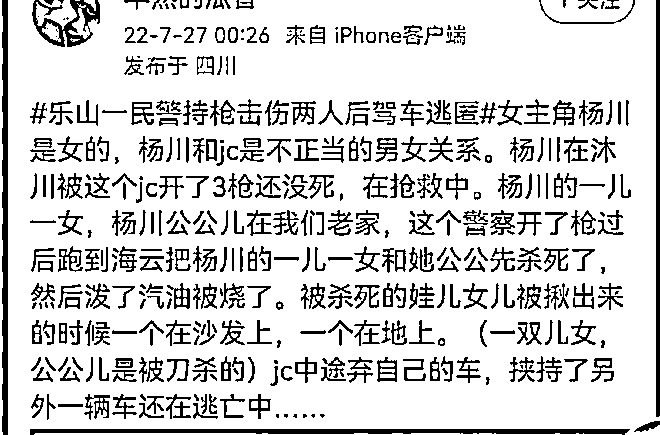 22-7-27 00:26 来自 iPhone客户端
发布于 四川
#乐山一民警持枪击伤两人后驾车逃匿#女主角杨川
是女的，杨川和jc是不正当的男女关系。杨川在沐
川被这个jc开了3枪还没死，在抢救中。杨川的一儿
一女，杨川公公儿在我们老家，这个警察开了枪过
后跑到海云把杨川的一儿一女和她公公先杀死了，
然后泼了汽油被烧了。被杀死的娃儿女儿被揪出来
的时候一个在沙发上，一个在地上。（一双儿女，
公公儿是被刀杀的）jc中途弃自己的车，挟持了另
外一辆车还在逃亡中......